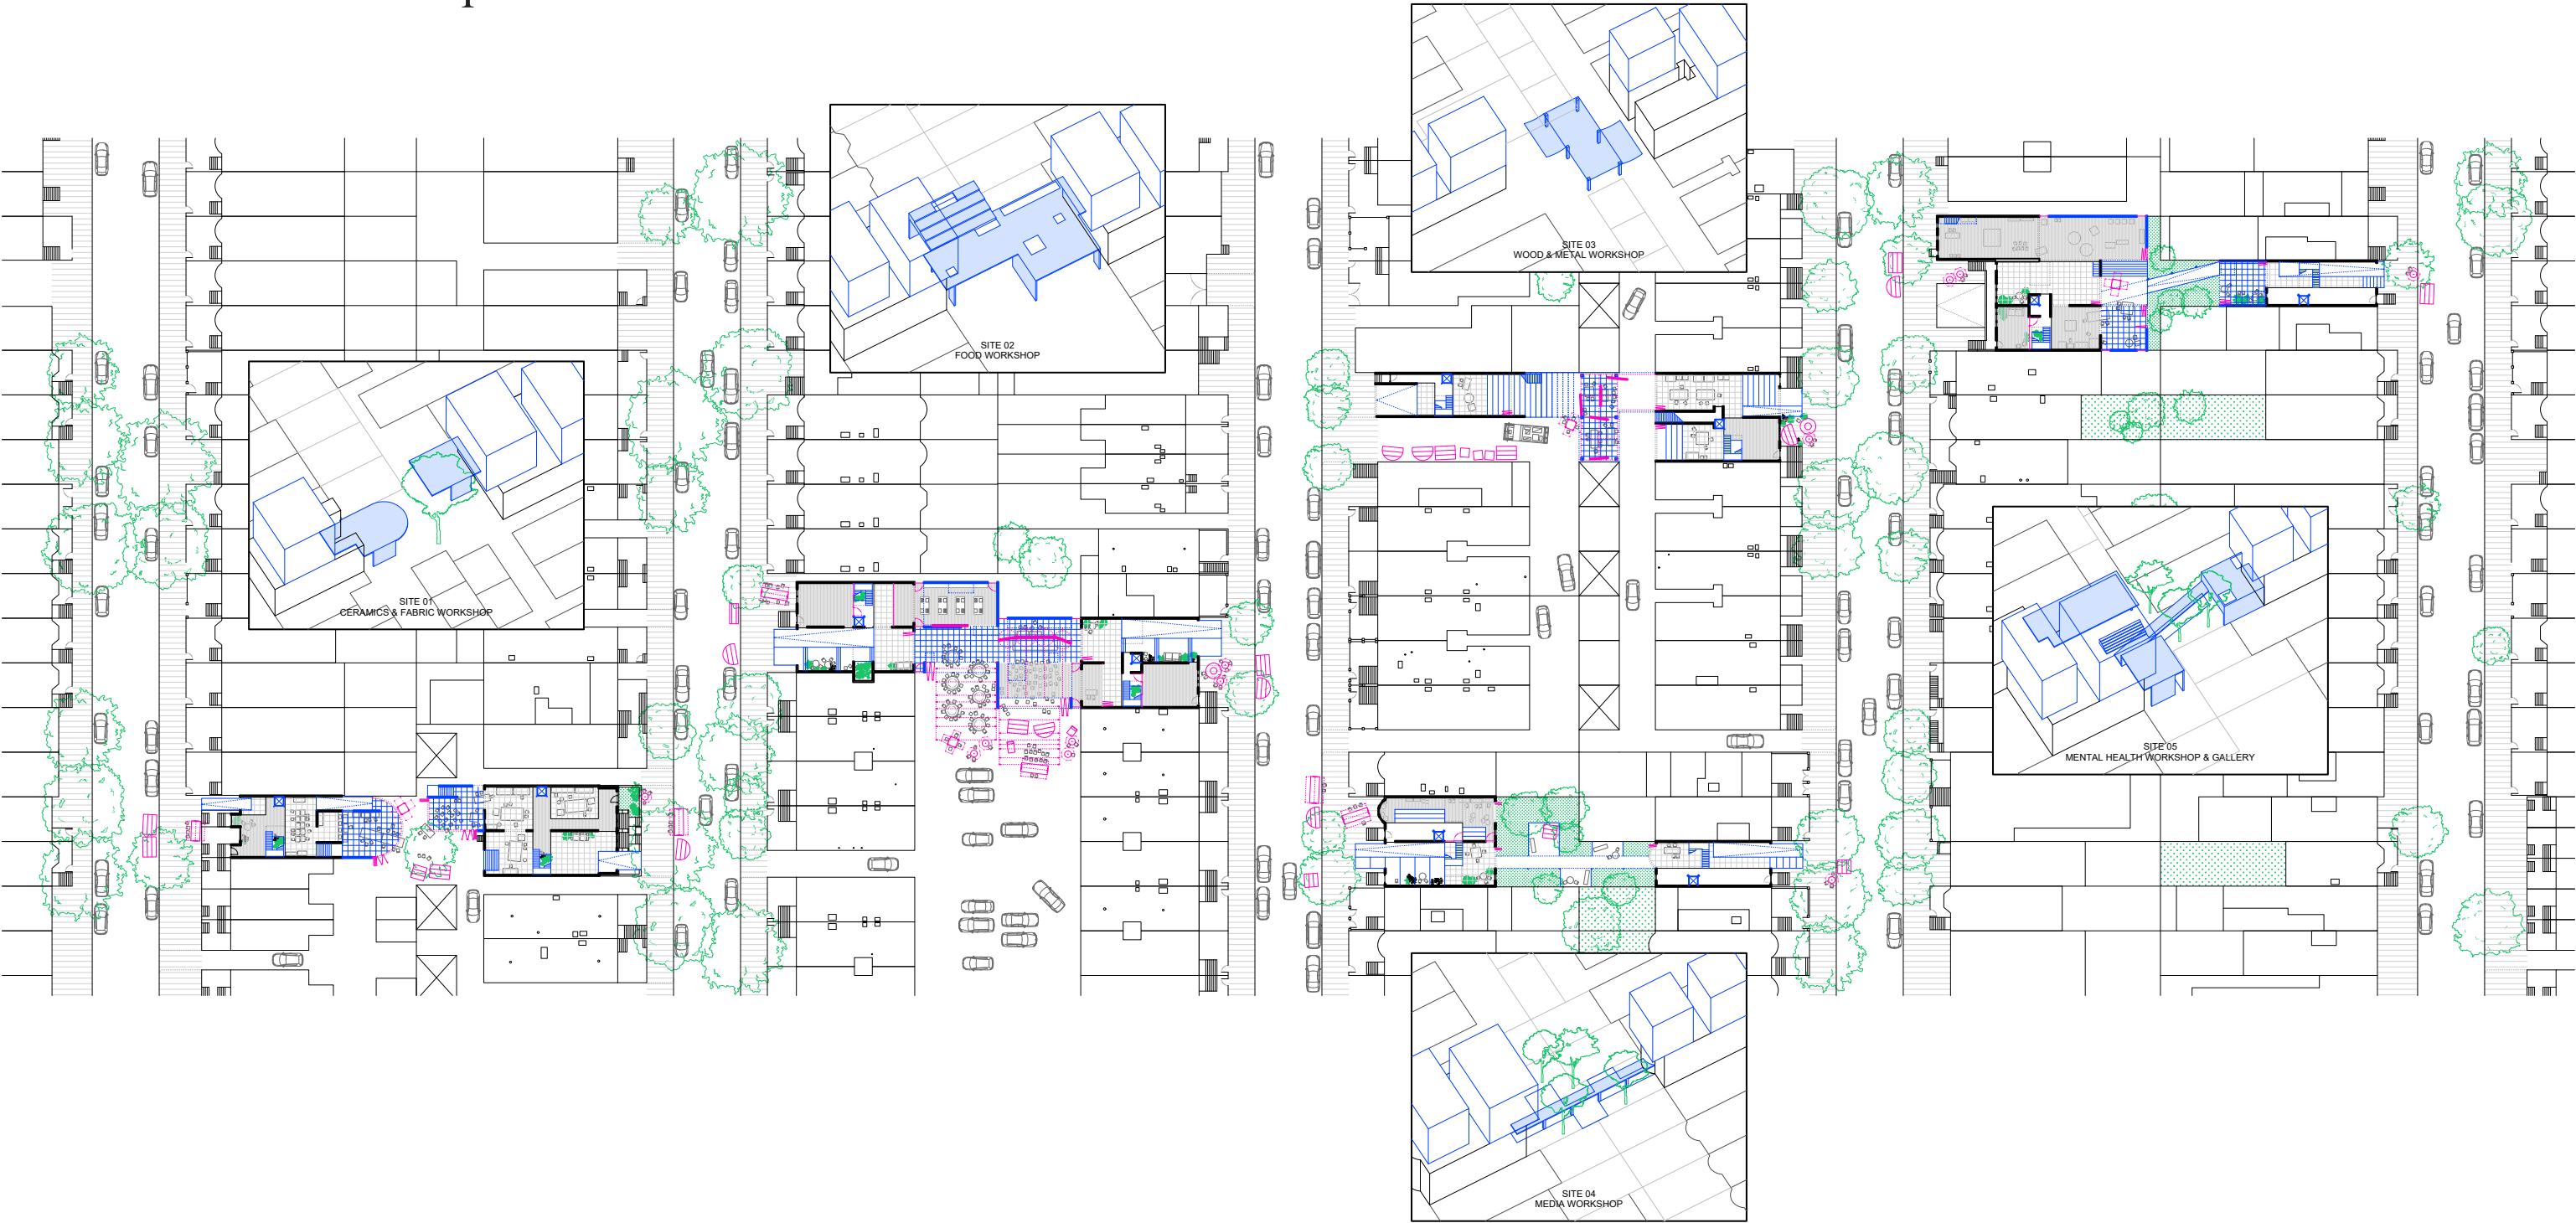 SITE 03
WOOD & METAL WORKSHOP
SITE 02
FOOD WORKSHOP
SITE 01
CERAMICS & FABRIC WORKSHOP
SITE 05
MENTAL HEALTH WORKSHOP & GALLERY
SITE 04
MEDIA WORKSHOP